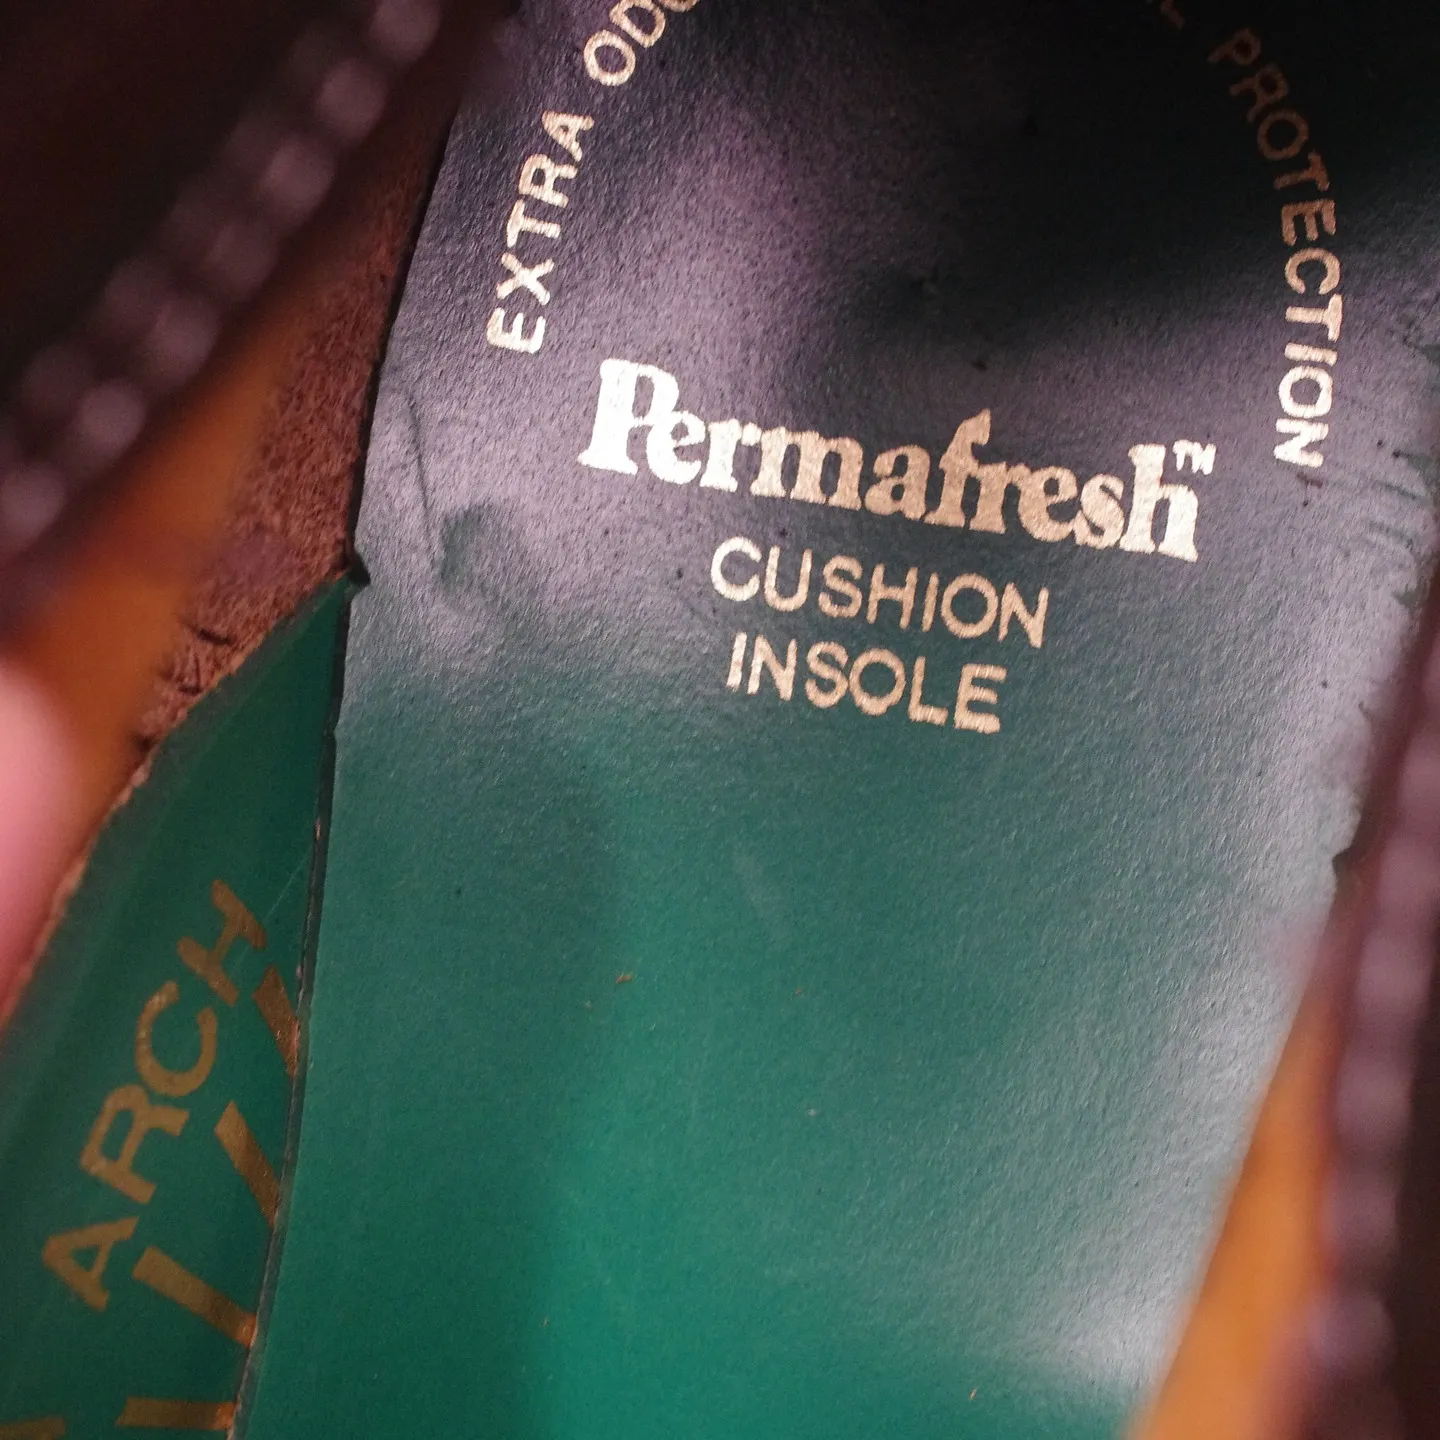 EXTRA
PROTECTION
Permafresh™
CUSHION
INSOLE
ARCH